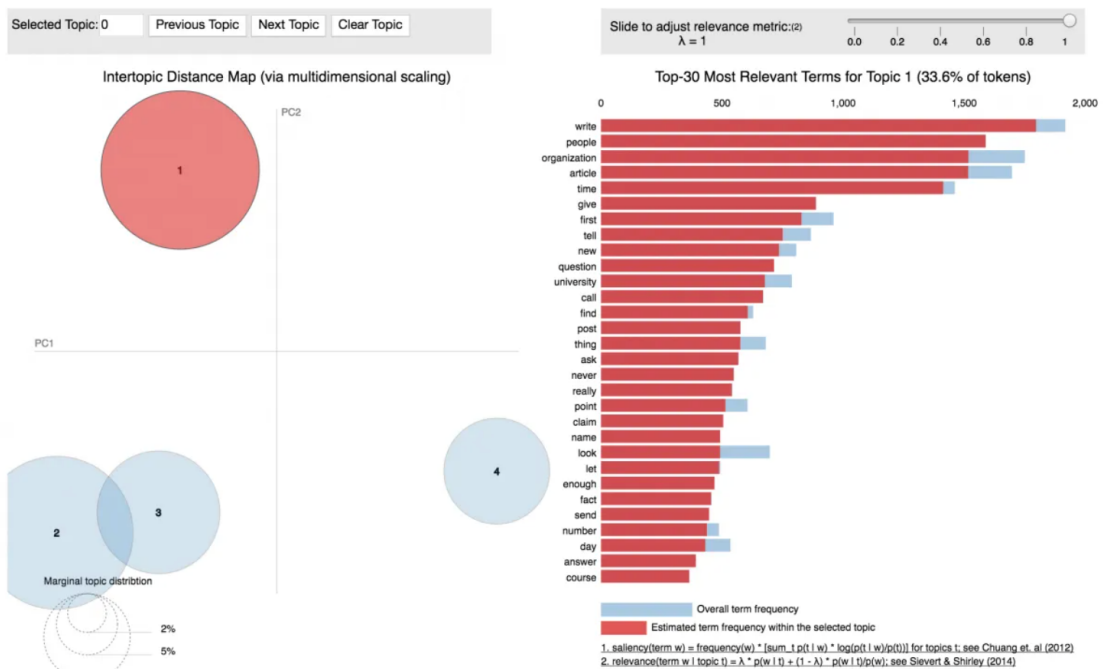 Selected Topic: 0 Previous Topic Next Topic Clear Topic
Slide to adjust relevance metric:(2)
λ = 1
0.0 0.2 0.4 0.6 0.8 1
Intertopic Distance Map (via multidimensional scaling)
PC2
PC1
1
2
3
4
Marginal topic distribtion
2%
5%
Top-30 Most Relevant Terms for Topic 1 (33.6% of tokens)
0 500 1,000 1,500 2,000
write
people
organization
article
time
give
first
tell
new
question
university
call
find
post
thing
ask
never
really
point
claim
name
look
let
enough
fact
send
number
day
answer
course
Overall term frequency
Estimated term frequency within the selected topic
1. saliency(term w) = frequency(w) * [sum_t p(t | w) * log(p(t | w)/p(t))] for topics t; see Chuang et. al (2012)
2. relevance(term w | topic t) = λ * p(w | t) + (1 - λ) * p(w | t)/p(w); see Sievert & Shirley (2014)